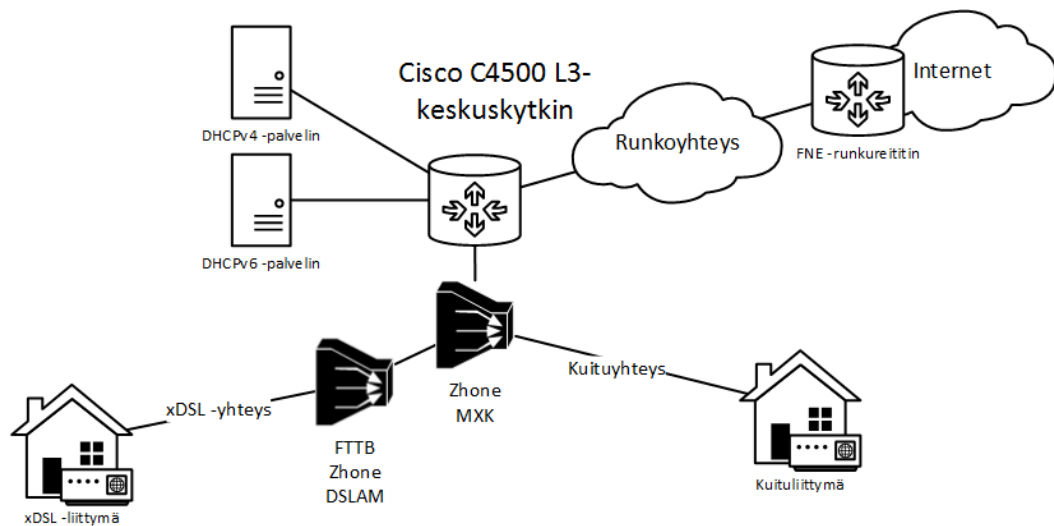 Cisco C4500 L3-
keskuskytkin
Internet
Runkoyhteys
DHCPv4 -palvelin
FNE -runkureititin
DHCPv6 -palvelin
Kuituyhteys
Zhone
MXK
xDSL -yhteys
FTTB
Zhone
DSLAM
Kuituliittymä
xDSL -liittymä